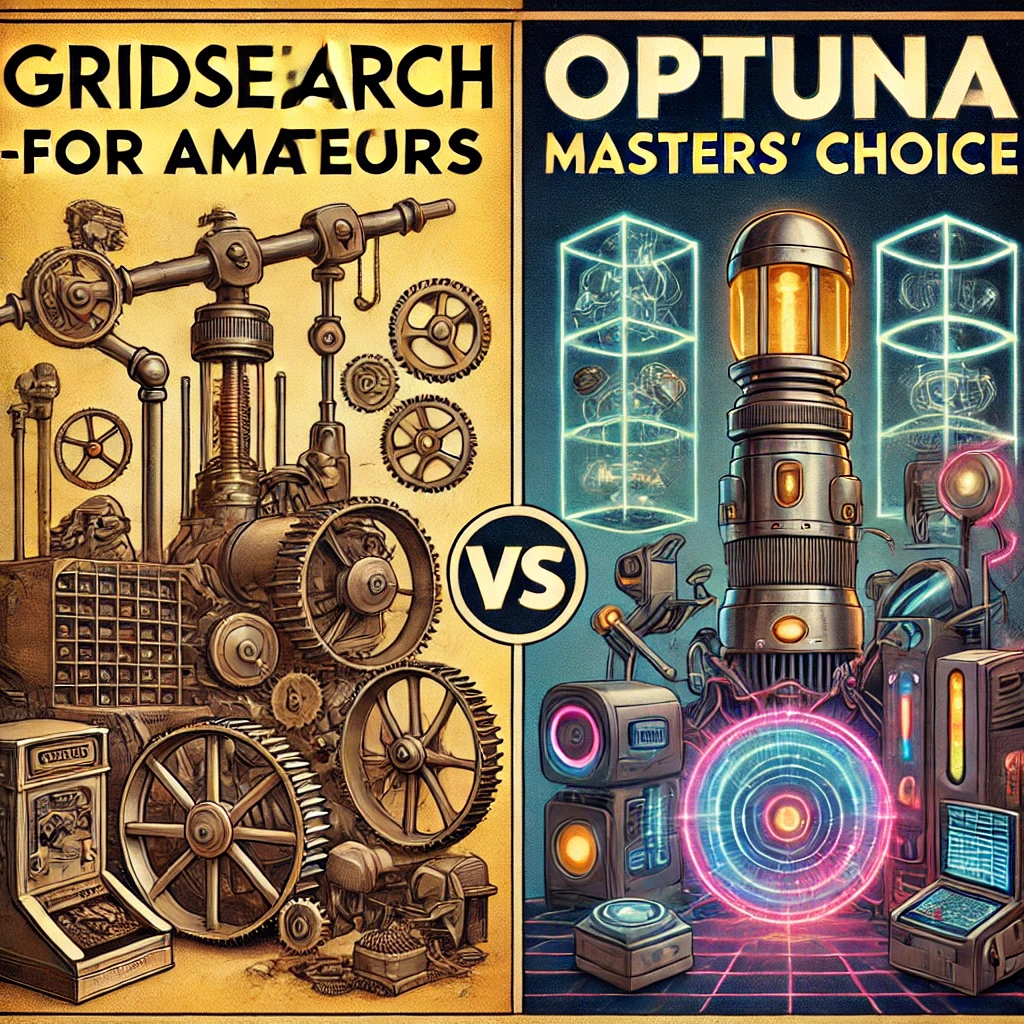 GRIDSEARCH
-FOR AMATEURS
OPTUNA
MASTERS' CHOICE
VS